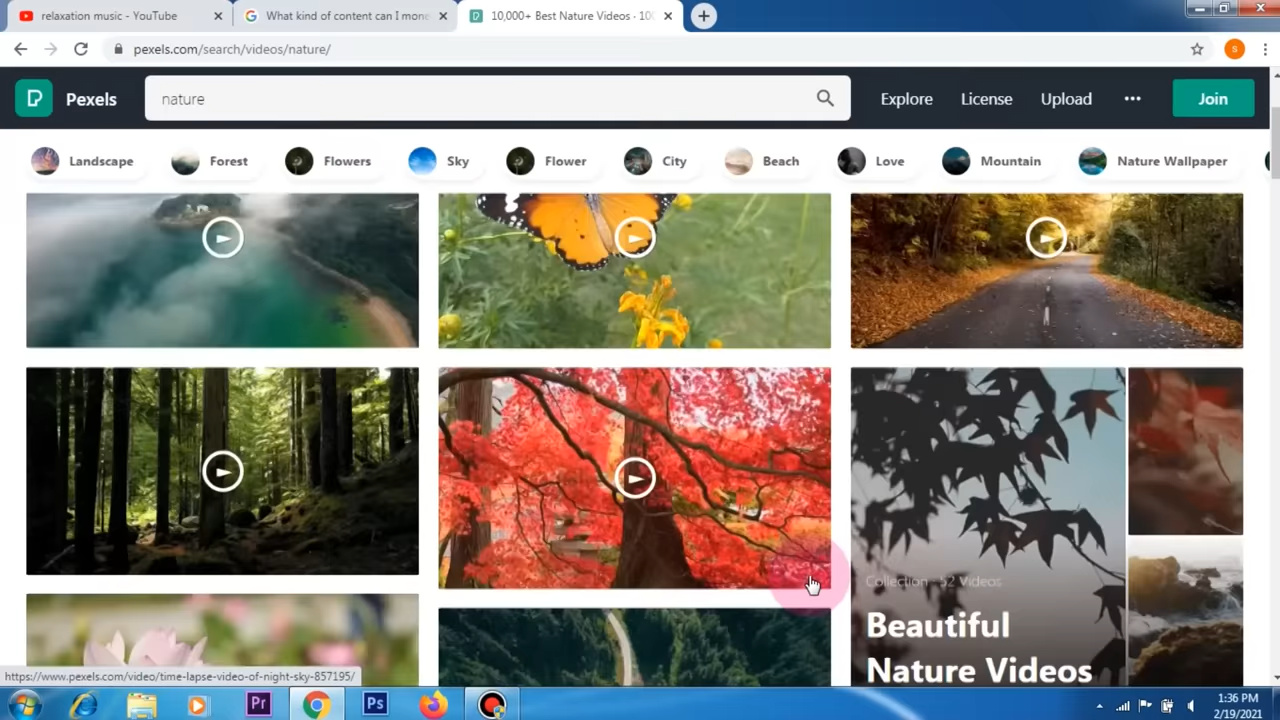 relaxation music - YouTube
What kind of content can I mone
10,000+ Best Nature Videos · 100
pexels.com/search/videos/nature/
S
Pexels
nature
Explore
License
Upload
Join
Landscape
Forest
Flowers
Sky
Flower
City
Beach
Love
Mountain
Nature Wallpaper
Collection · 52 Videos
Beautiful
Nature Videos
https://www.pexels.com/video/time-lapse-video-of-night-sky-857195/
Pr
Ps
1:36 PM
2/19/2021